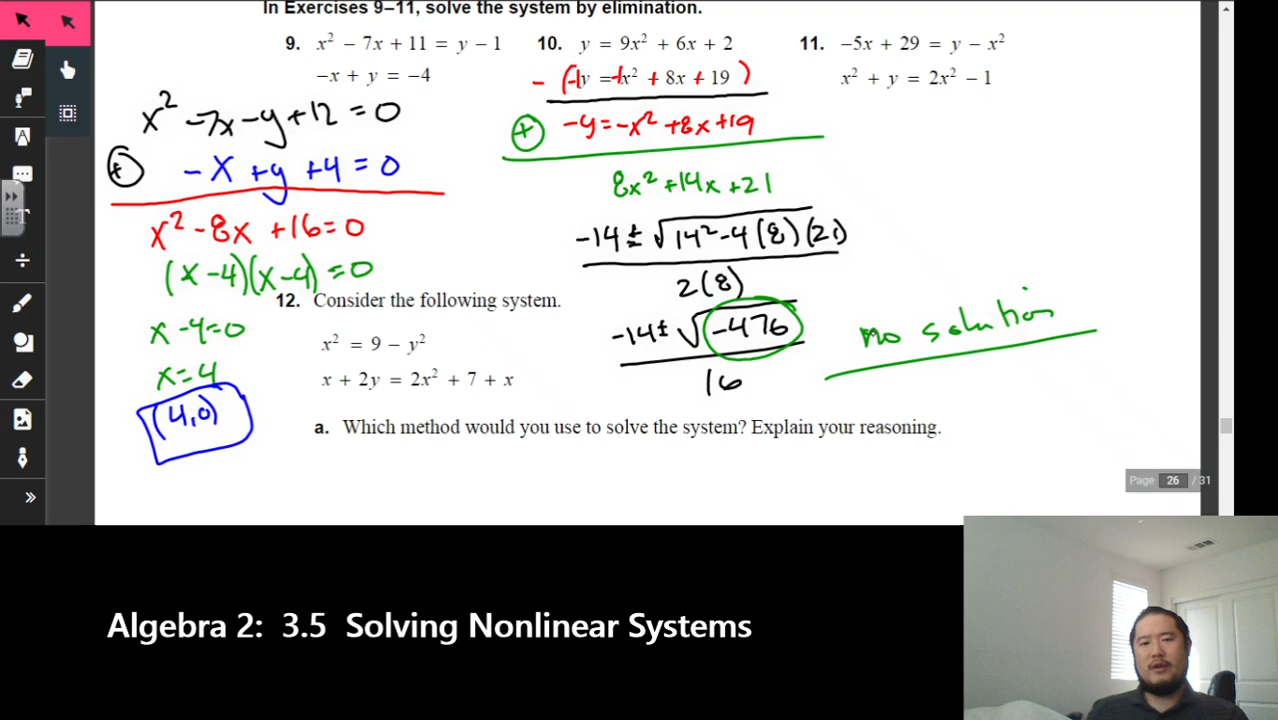 In Exercises 9–11, solve the system by elimination.
9. x² − 7x + 11 = y − 1
−x + y = −4
x² -7x -y +12 = 0
+ -x +y +4 = 0
x² -8x +16 = 0
(x-4)(x-4) = 0
x-4=0
x=4
(4,0)
10. y = 9x² + 6x + 2
- (-1y = +x² + 8x + 19 )
+ -y = -x² +8x+19
8x² +14x +21
-14 ± √14² -4(8)(21)
2(8)
-14 ± √-476
16
no solution
11. −5x + 29 = y − x²
x² + y = 2x² − 1
12. Consider the following system.
x² = 9 − y²
x + 2y = 2x² + 7 + x
a. Which method would you use to solve the system? Explain your reasoning.
Page 26 / 31
Algebra 2: 3.5 Solving Nonlinear Systems